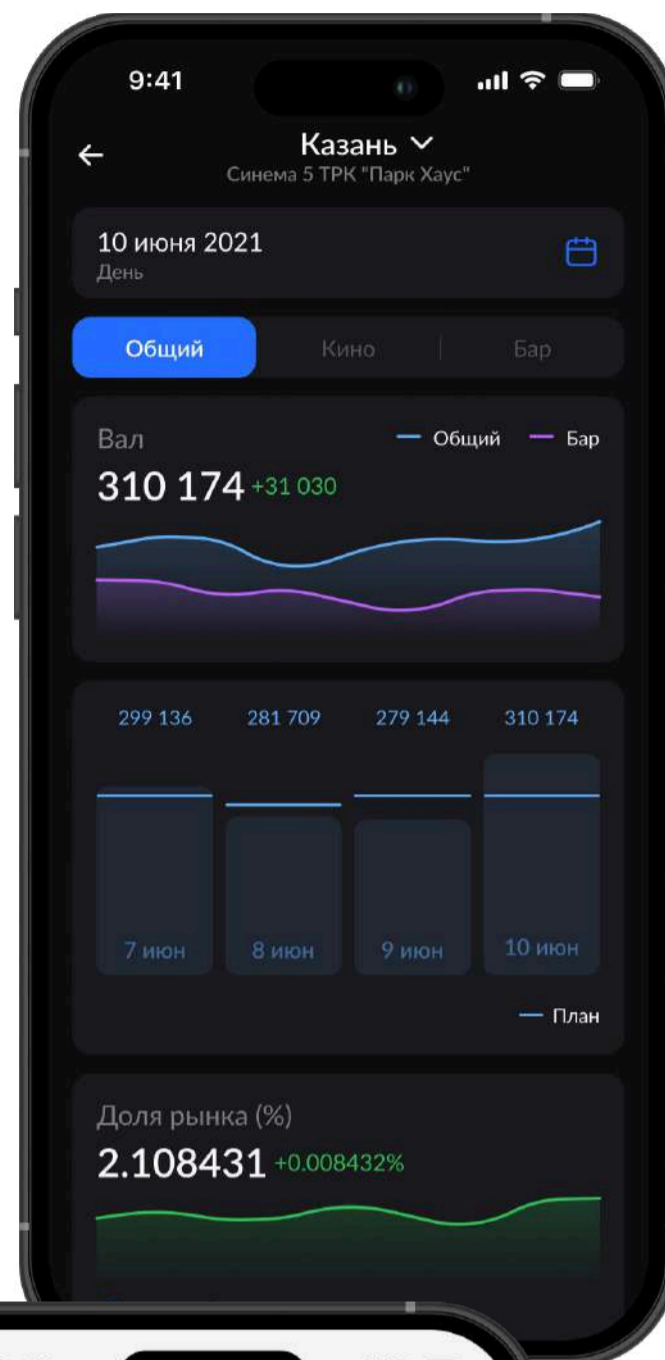 9:41
Казань
Синема 5 ТРК "Парк Хаус"
10 июня 2021
День
Общий Кино Бар
Вал
Общий Бар
310 174 +31 030
299 136 281 709 279 144 310 174
7 июн 8 июн 9 июн 10 июн
План
Доля рынка (%)
2.108431 +0.008432%